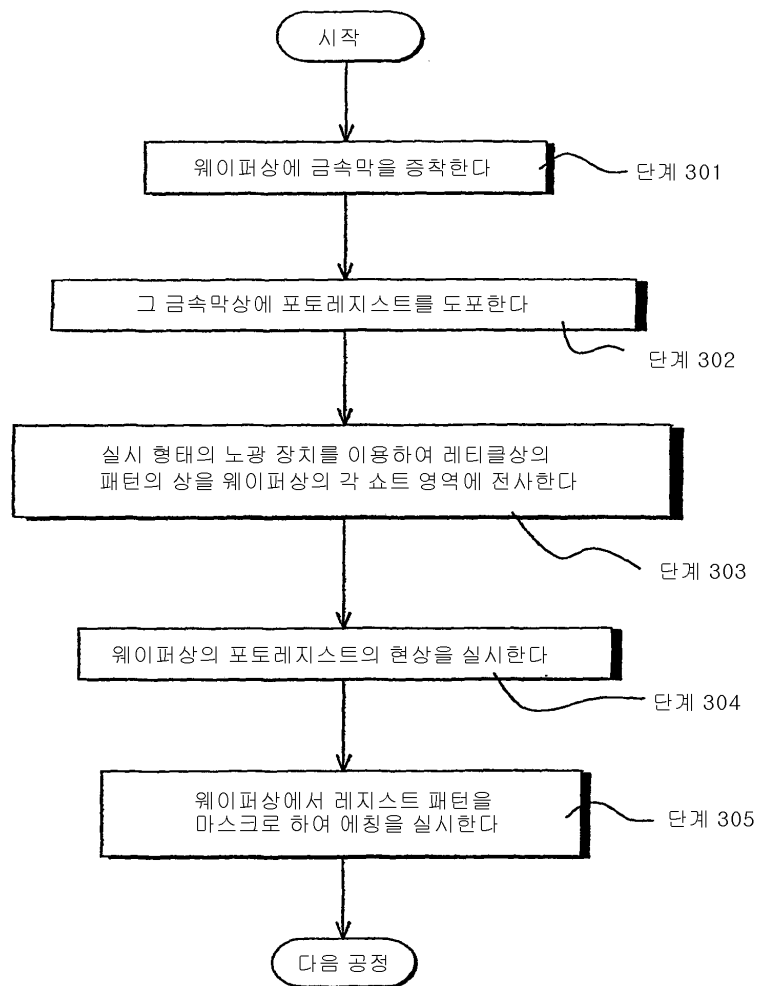 시작
웨이퍼상에 금속막을 증착한다
단계 301
그 금속막상에 포토레지스트를 도포한다
단계 302
실시 형태의 노광 장치를 이용하여 레티클상의
패턴의 상을 웨이퍼상의 각 쇼트 영역에 전사한다
단계 303
웨이퍼상의 포토레지스트의 현상을 실시한다
단계 304
웨이퍼상에서 레지스트 패턴을
마스크로 하여 에칭을 실시한다
단계 305
다음 공정